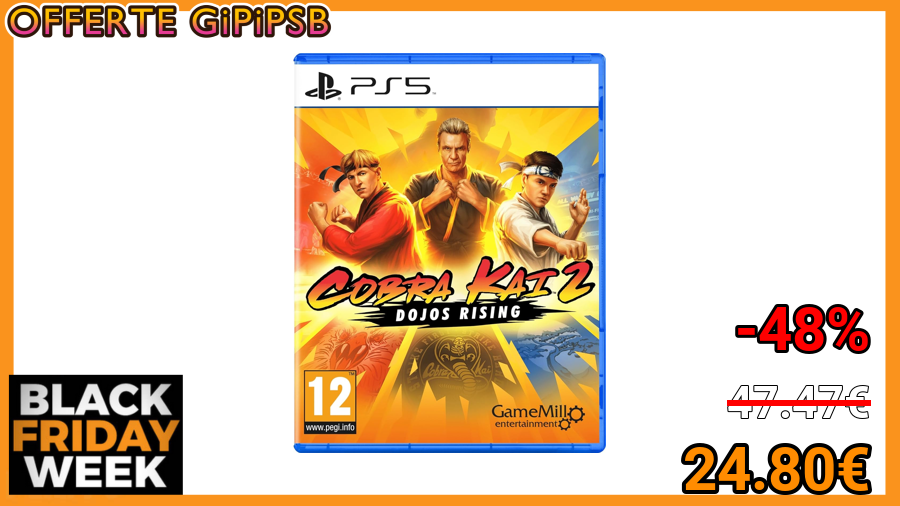 OFFERTE GiPiPSB
PS5
COBRA KAI 2
DOJOS RISING
12
www.pegi.info
GameMill
entertainment
BLACK
FRIDAY
WEEK
-48%
47.47€
24.80€